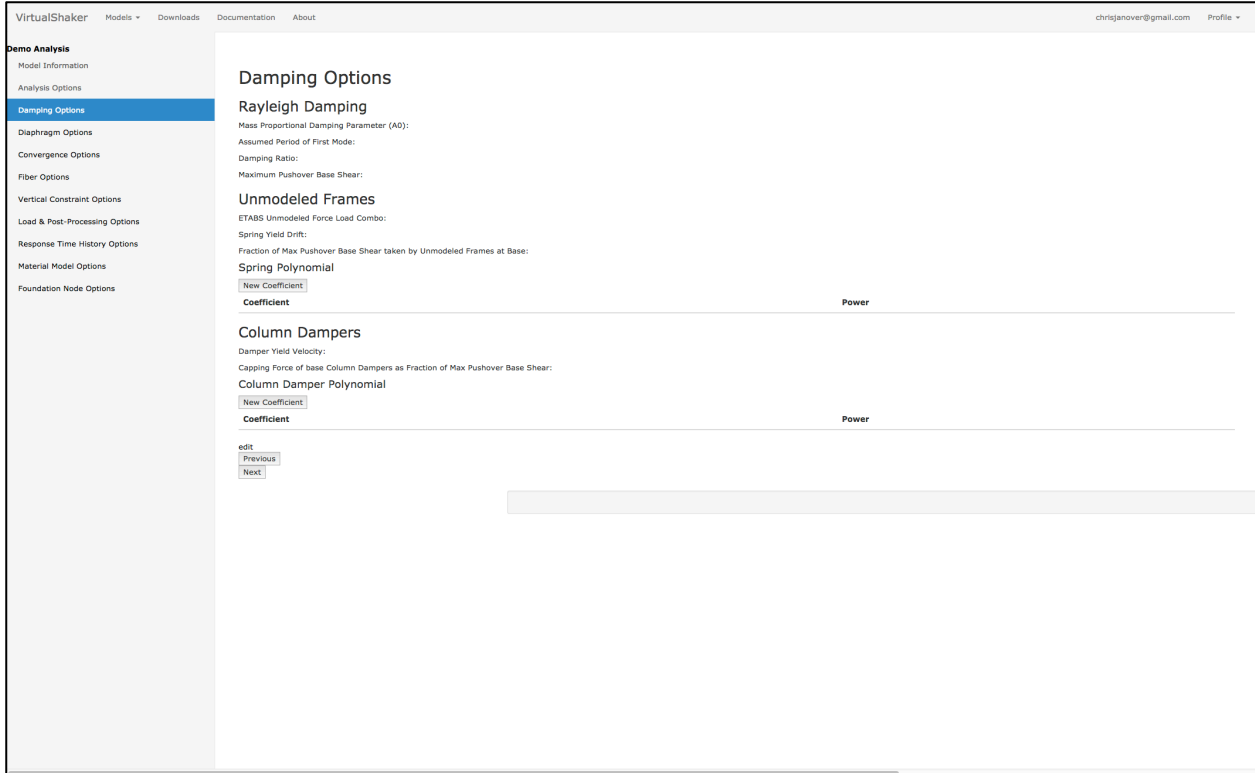 VirtualShaker Models Downloads Documentation About chrisjanover@gmail.com Profile
Demo Analysis
Model Information
Analysis Options
Damping Options
Diaphragm Options
Convergence Options
Fiber Options
Vertical Constraint Options
Load & Post-Processing Options
Response Time History Options
Material Model Options
Foundation Node Options
Damping Options
Rayleigh Damping
Mass Proportional Damping Parameter (A0):
Assumed Period of First Mode:
Damping Ratio:
Maximum Pushover Base Shear:
Unmodeled Frames
ETABS Unmodeled Force Load Combo:
Spring Yield Drift:
Fraction of Max Pushover Base Shear taken by Unmodeled Frames at Base:
Spring Polynomial
New Coefficient
Coefficient Power
Column Dampers
Damper Yield Velocity:
Capping Force of base Column Dampers as Fraction of Max Pushover Base Shear:
Column Damper Polynomial
New Coefficient
Coefficient Power
edit
Previous
Next